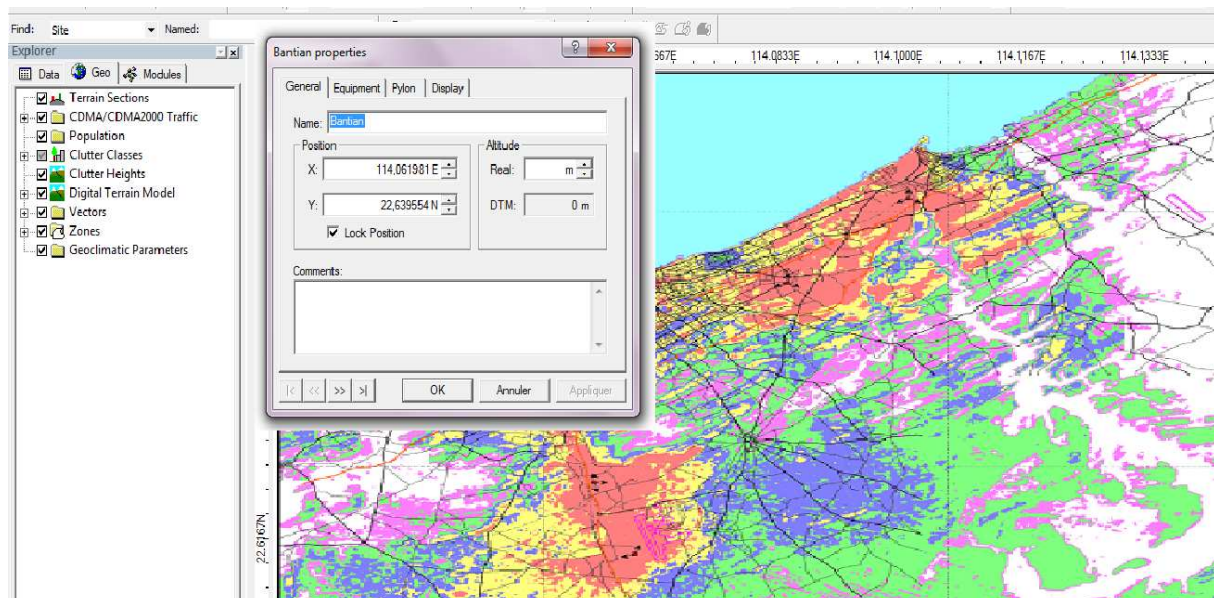 Find: Site Named:
Explorer
Data Geo Modules
Terrain Sections
CDMA/CDMA2000 Traffic
Population
Clutter Classes
Clutter Heights
Digital Terrain Model
Vectors
Zones
Geoclimatic Parameters
Bantian properties
General Equipment Pylon Display
Name: Bantian
Position
X: 114,061981 E
Y: 22,639554 N
Lock Position
Altitude
Real: m
DTM: 0 m
Comments:
|< << >> >| OK Annuler Appliquer
667E 114.0833E 114.1000E 114.1167E 114.1333E
22.6167N